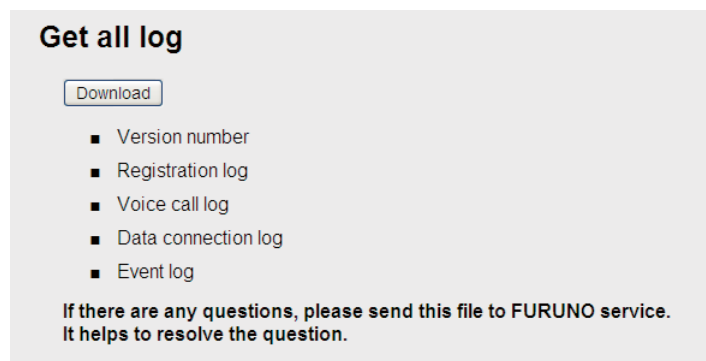 Get all log
Download
Version number
Registration log
Voice call log
Data connection log
Event log
If there are any questions, please send this file to FURUNO service.
It helps to resolve the question.